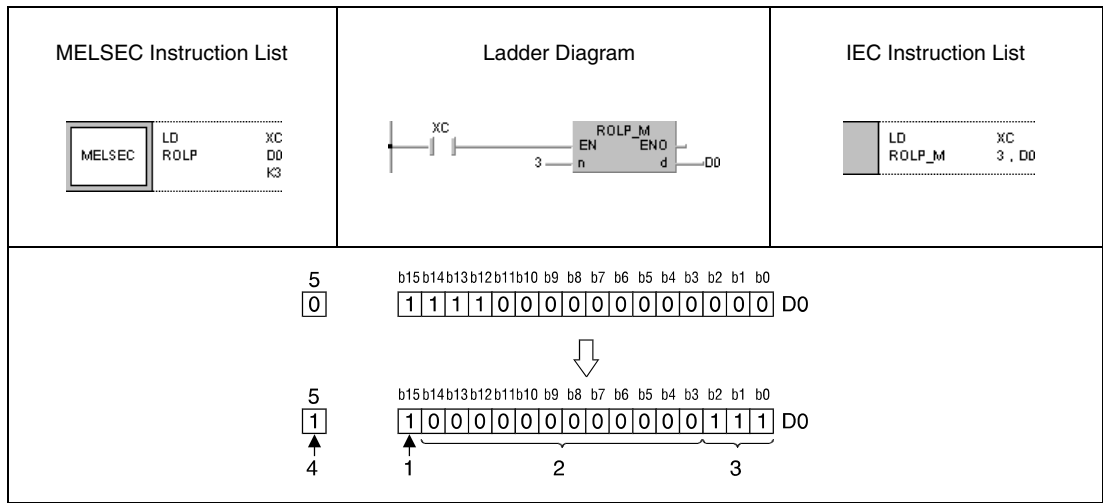 MELSEC Instruction List
Ladder Diagram
IEC Instruction List
MELSEC
LD XC
ROLP D0
K3
XC
ROLP_M
EN ENO
3 n d D0
LD XC
ROLP_M 3 , D0
5 b15 b14 b13 b12 b11 b10 b9 b8 b7 b6 b5 b4 b3 b2 b1 b0
0 1 1 1 1 0 0 0 0 0 0 0 0 0 0 0 0 D0
5 b15 b14 b13 b12 b11 b10 b9 b8 b7 b6 b5 b4 b3 b2 b1 b0
1 1 0 0 0 0 0 0 0 0 0 0 0 0 1 1 1 D0
4 1 2 3